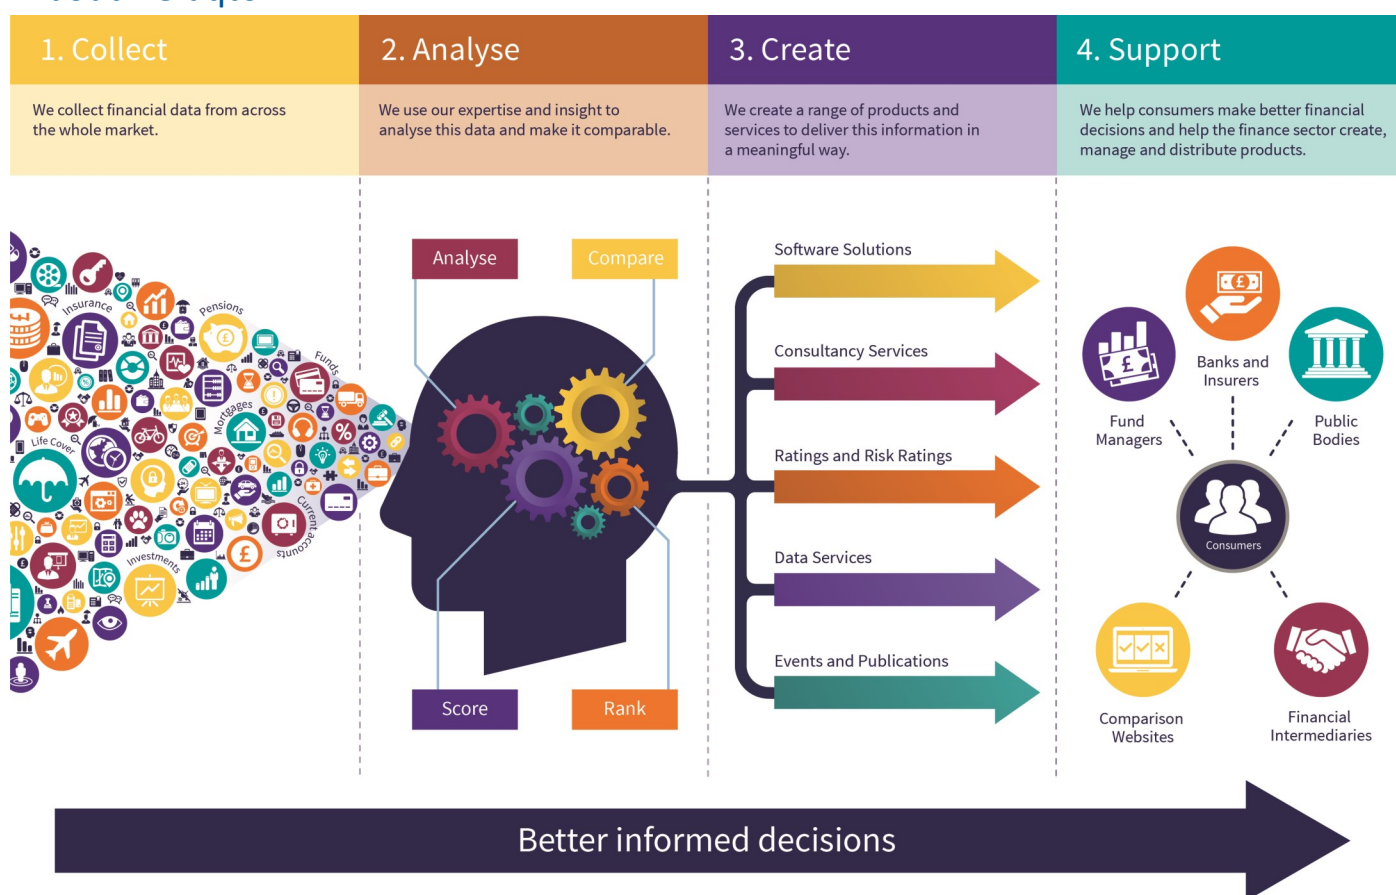 1. Collect
We collect financial data from across
the whole market.
2. Analyse
We use our expertise and insight to
analyse this data and make it comparable.
3. Create
We create a range of products and
services to deliver this information in
a meaningful way.
4. Support
We help consumers make better financial
decisions and help the finance sector create,
manage and distribute products.
Insurance
Pensions
Funds
Mortgages
Life Cover
Current accounts
Investments
Analyse
Compare
Score
Rank
Software Solutions
Consultancy Services
Ratings and Risk Ratings
Data Services
Events and Publications
Banks and
Insurers
Fund
Managers
Public
Bodies
Consumers
Comparison
Websites
Financial
Intermediaries
Better informed decisions